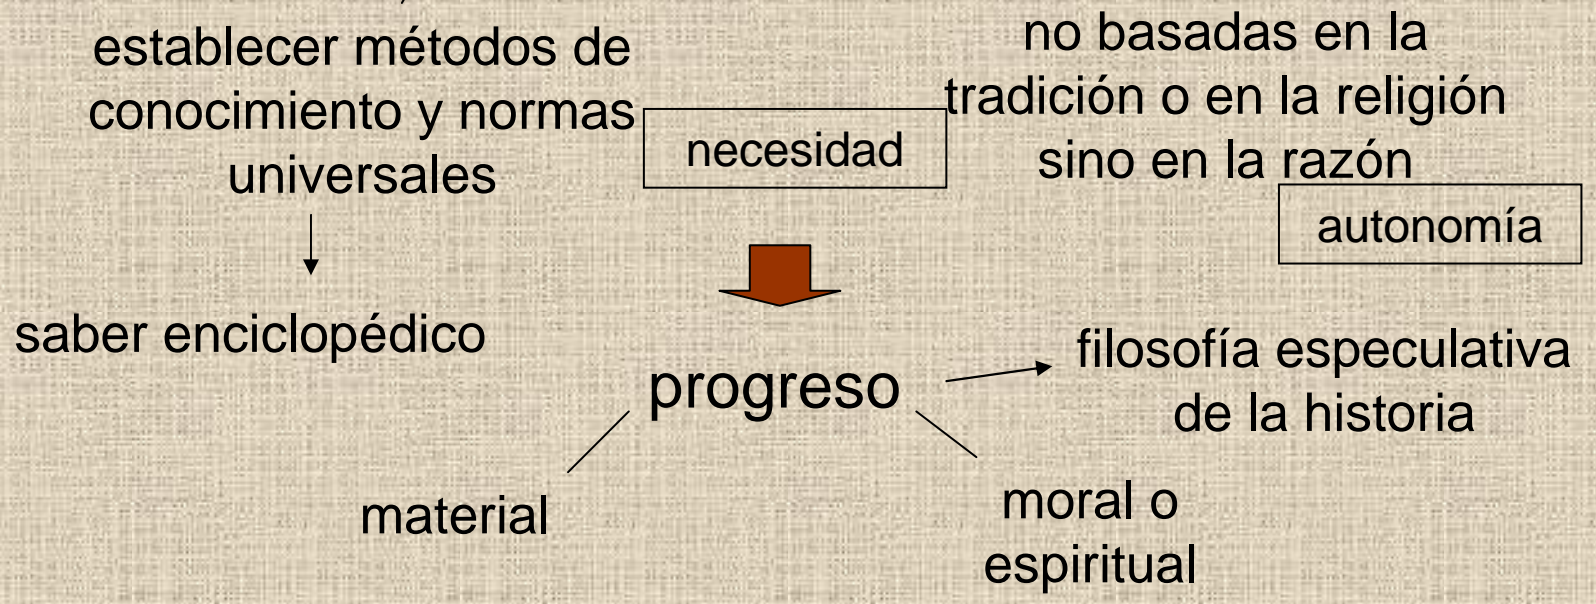 establecer métodos de
conocimiento y normas
universales
necesidad
no basadas en la
tradición o en la religión
sino en la razón
autonomía
saber enciclopédico
progreso
filosofía especulativa
de la historia
material
moral o
espiritual